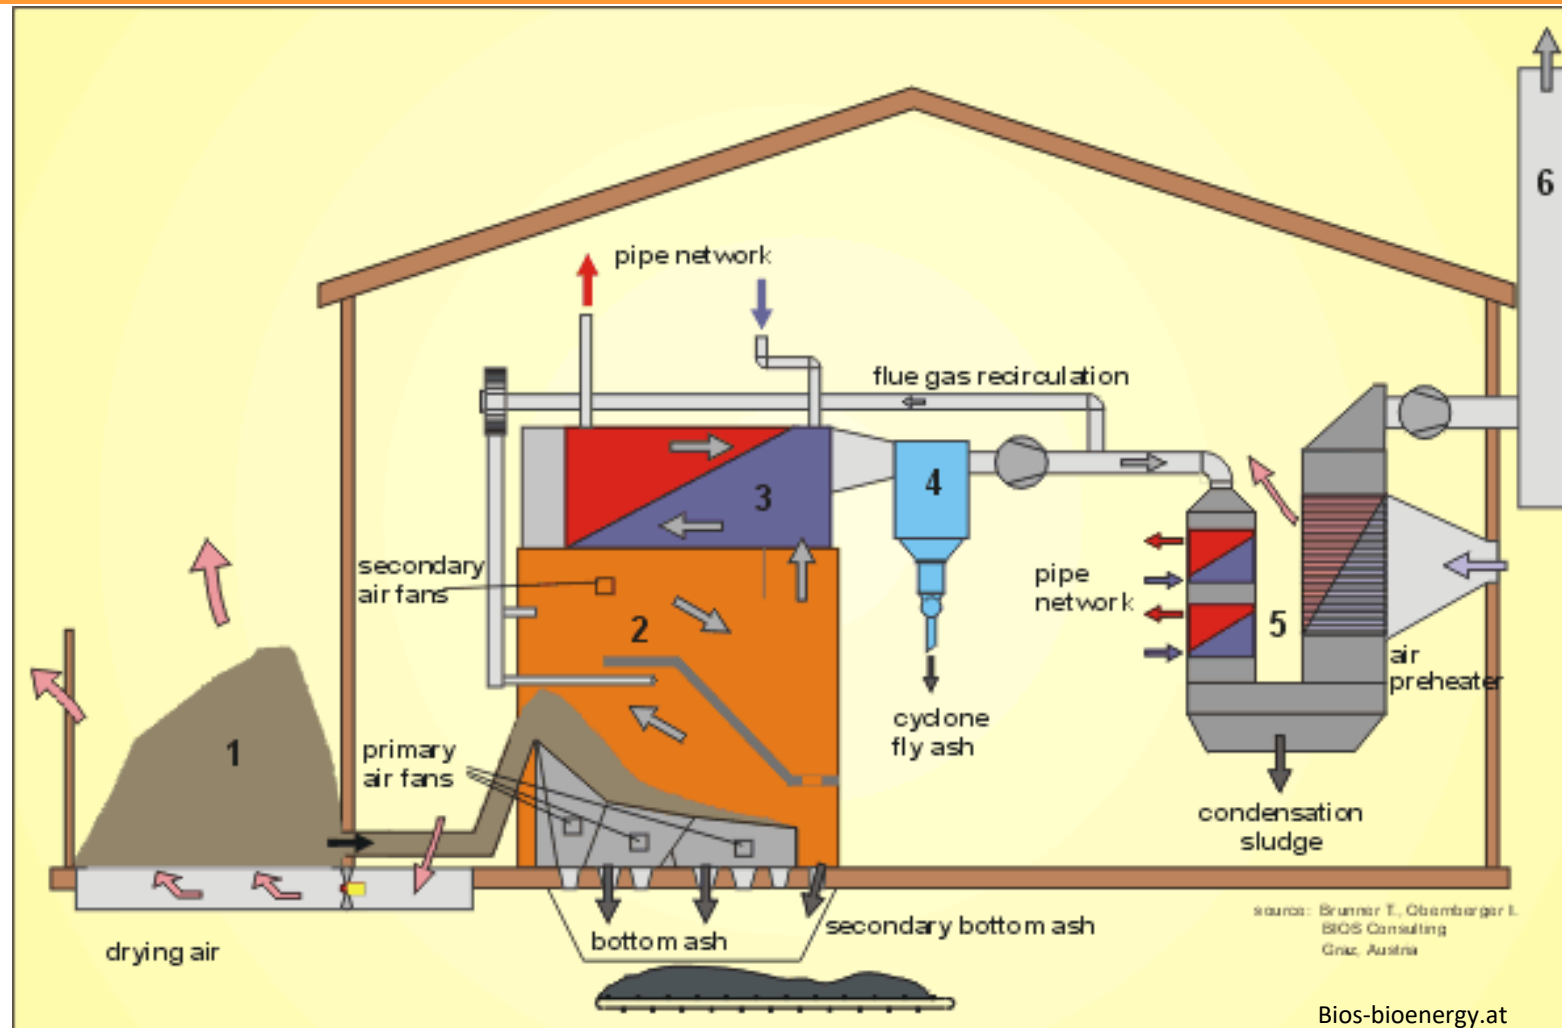 6
pipe network
flue gas recirculation
4
3
secondary
air fans
pipe
network
2
5
air
preheater
cyclone
fly ash
1
primary
air fans
condensation
sludge
secondary bottom ash
bottom ash
drying air
source: Brunner T., Obernberger I.
BIOS Consulting
Graz, Austria
Bios-bioenergy.at